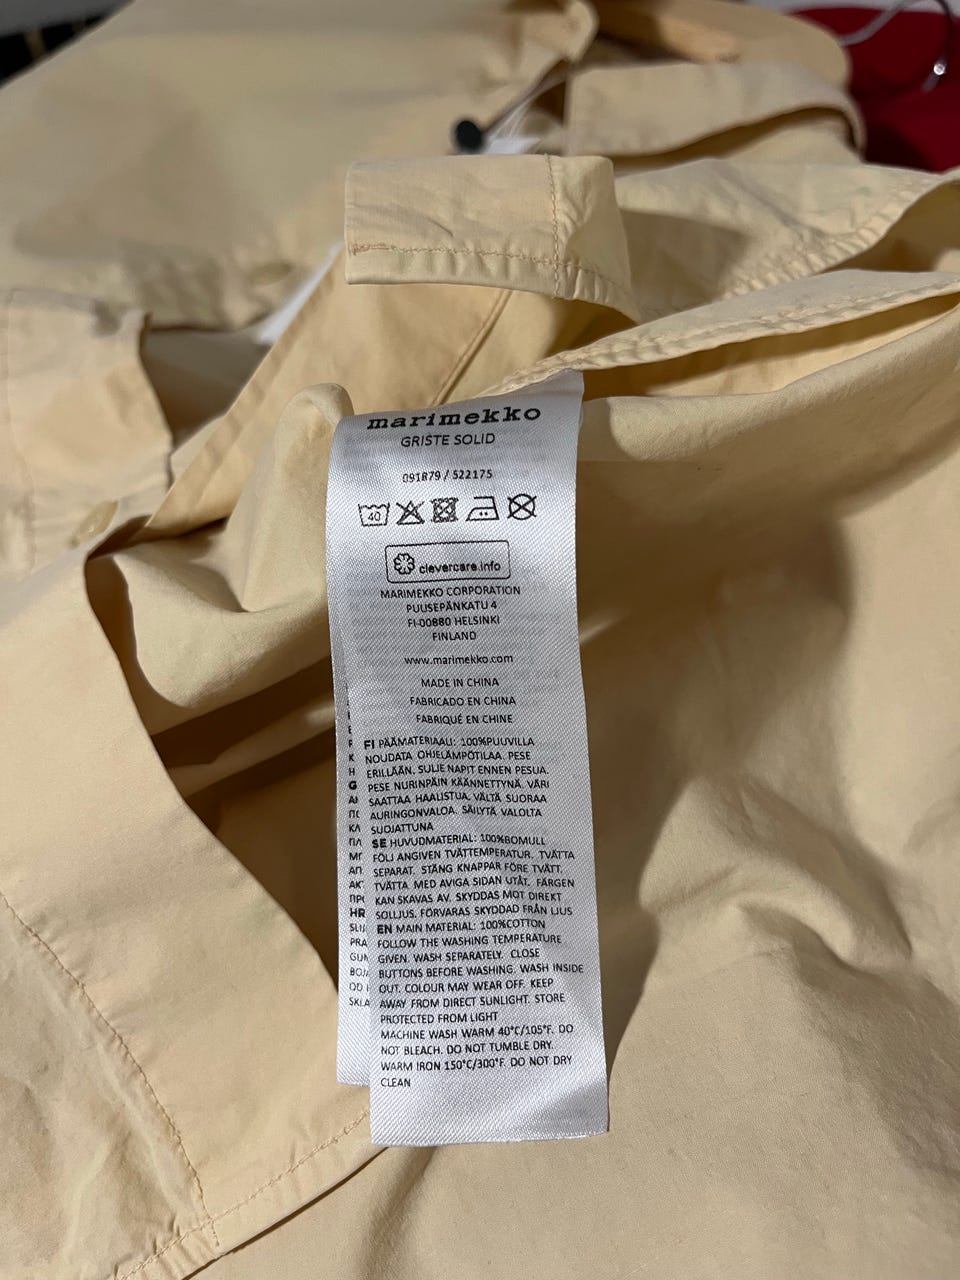 marimekko
GRISTE SOLID
091879 / 522175
40
clevercare.info
MARIMEKKO CORPORATION
PUUSEPÄNKATU 4
FI-00880 HELSINKI
FINLAND
www.marimekko.com
MADE IN CHINA
FABRICADO EN CHINA
FABRIQUÉ EN CHINE
FI PÄÄMATERIAALI: 100%PUUVILLA
NOUDATA OHJELÄMPÖTILAA. PESE
ERILLÄÄN. SULJE NAPIT ENNEN PESUA.
PESE NURINPÄIN KÄÄNNETTYNÄ. VÄRI
SAATTAA HAALISTUA. VÄLTÄ SUORAA
AURINGONVALOA. SÄILYTÄ VALOLTA
SUOJATTUNA
SE HUVUDMATERIAL: 100%BOMULL
FÖLJ ANGIVEN TVÄTTEMPERATUR. TVÄTTA
SEPARAT. STÄNG KNAPPAR FÖRE TVÄTT.
TVÄTTA MED AVIGA SIDAN UTÅT. FÄRGEN
KAN SKAVAS AV. SKYDDAS MOT DIREKT
SOLLJUS. FÖRVARAS SKYDDAD FRÅN LJUS
EN MAIN MATERIAL: 100%COTTON
FOLLOW THE WASHING TEMPERATURE
GIVEN. WASH SEPARATELY. CLOSE
BUTTONS BEFORE WASHING. WASH INSIDE
OUT. COLOUR MAY WEAR OFF. KEEP
AWAY FROM DIRECT SUNLIGHT. STORE
PROTECTED FROM LIGHT
MACHINE WASH WARM 40°C/105°F. DO
NOT BLEACH. DO NOT TUMBLE DRY.
WARM IRON 150°C/300°F. DO NOT DRY
CLEAN
HR